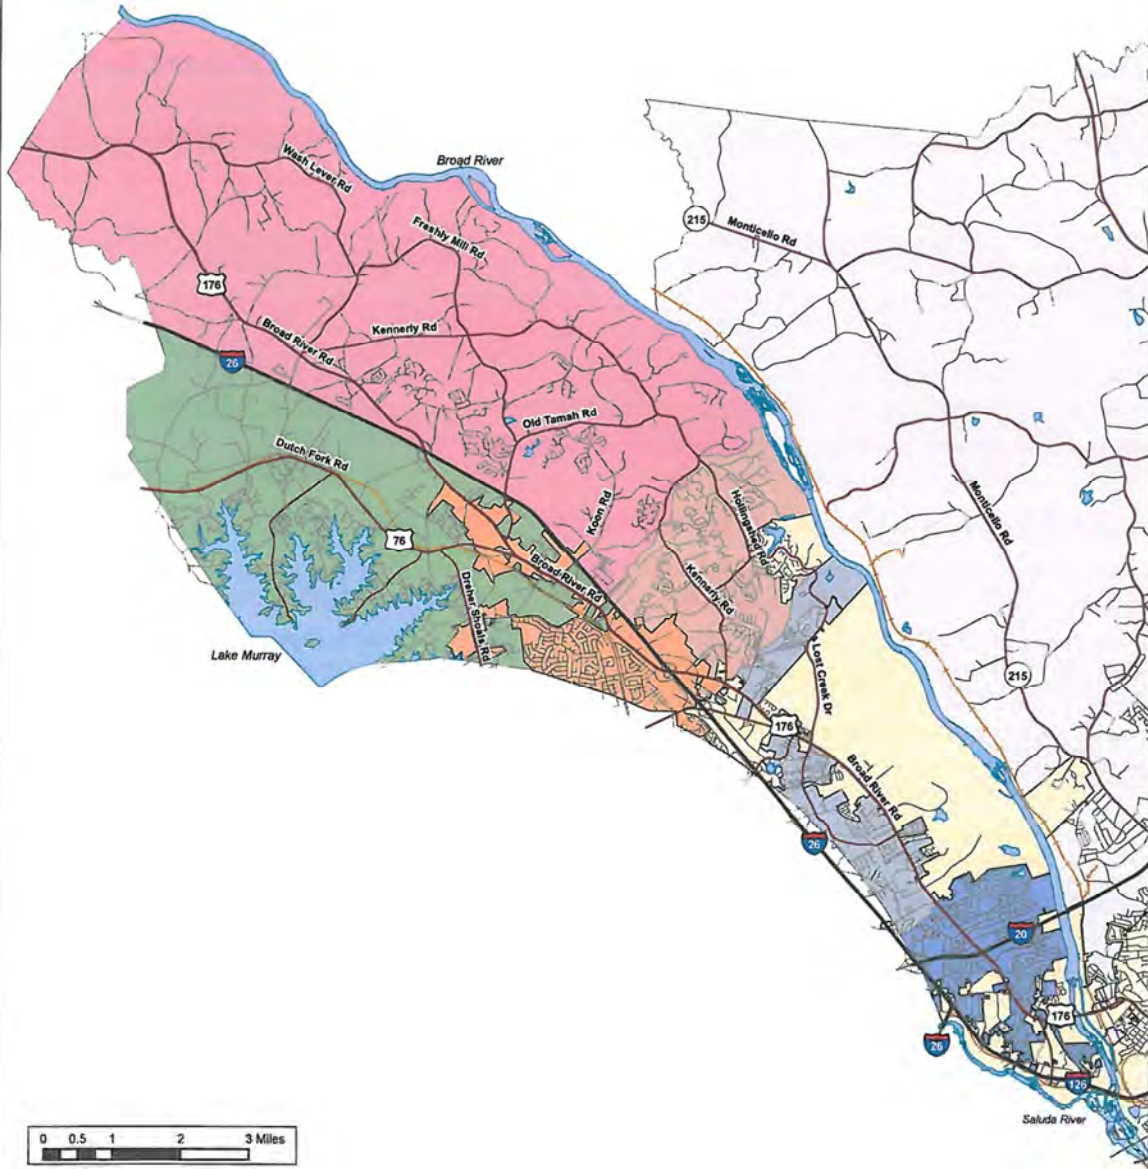 Broad River
Wash Lever Rd
Freshly Mill Rd
215
Monticello Rd
176
Kennerly Rd
Broad River Rd
26
Old Tamah Rd
Dutch Fork Rd
Koon Rd
Hollingshed Rd
Monticello Rd
76
Broad River Rd
Dreher Shoals Rd
Kennerly Rd
Lake Murray
Lost Creek Dr
215
176
Broad River Rd
26
20
176
26
126
Saluda River
0 0.5 1 2 3 Miles